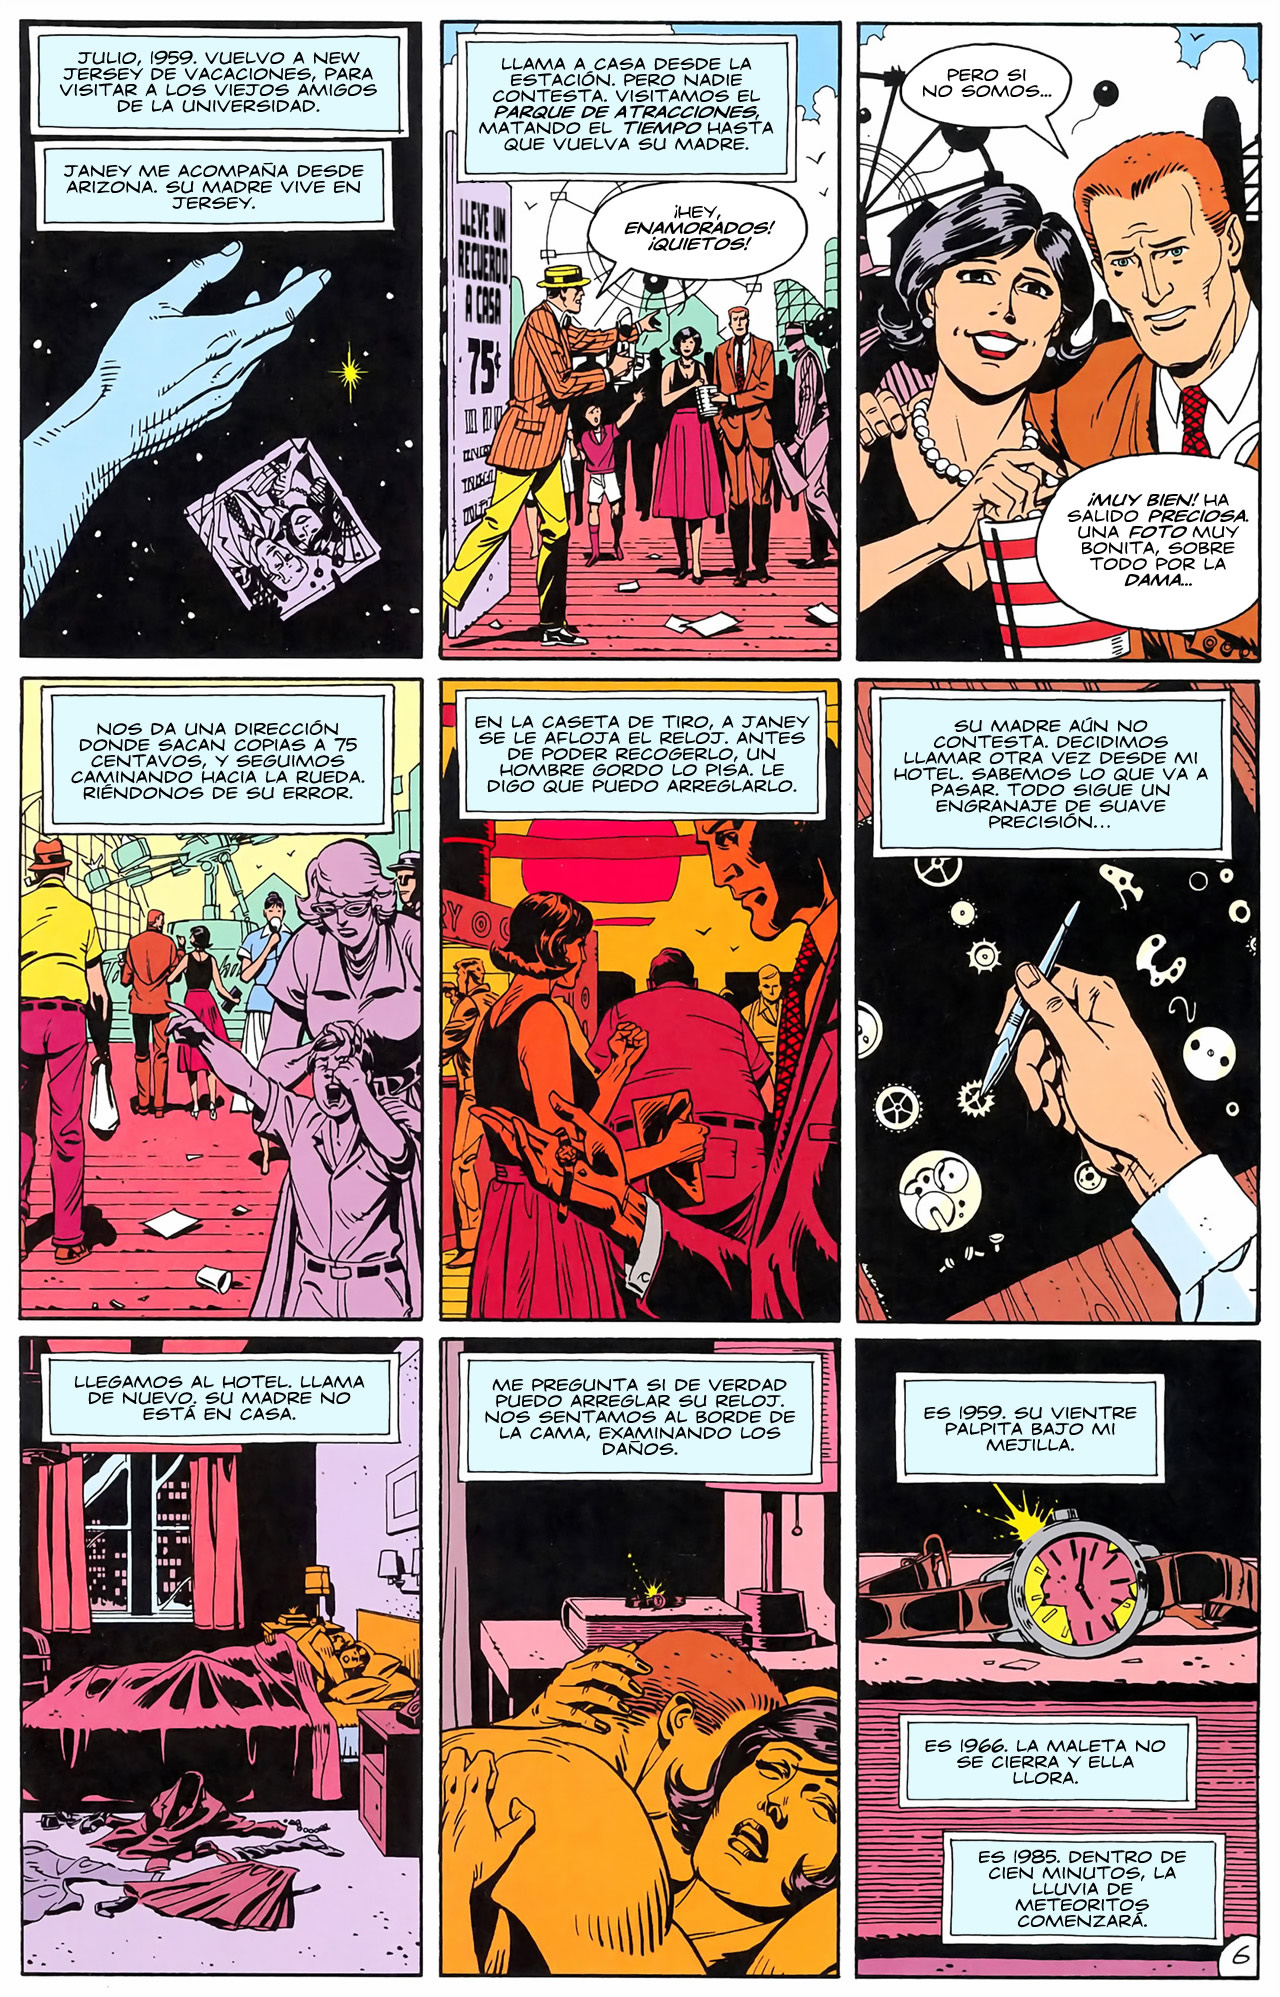 JULIO, 1959. VUELVO A NEW
JERSEY DE VACACIONES, PARA
VISITAR A LOS VIEJOS AMIGOS
DE LA UNIVERSIDAD.
JANEY ME ACOMPAÑA DESDE
ARIZONA. SU MADRE VIVE EN
JERSEY.
LLAMA A CASA DESDE LA
ESTACIÓN. PERO NADIE
CONTESTA. VISITAMOS EL
PARQUE DE ATRACCIONES,
MATANDO EL TIEMPO HASTA
QUE VUELVA SU MADRE.
¡HEY,
ENAMORADOS!
¡QUIETOS!
LLEVE UN
RECUERDO
A CASA
75¢
PERO SI
NO SOMOS...
¡MUY BIEN! HA
SALIDO PRECIOSA.
UNA FOTO MUY
BONITA, SOBRE
TODO POR LA
DAMA...
NOS DA UNA DIRECCIÓN
DONDE SACAN COPIAS A 75
CENTAVOS, Y SEGUIMOS
CAMINANDO HACIA LA RUEDA.
RIÉNDONOS DE SU ERROR.
EN LA CASETA DE TIRO, A JANEY
SE LE AFLOJA EL RELOJ. ANTES
DE PODER RECOGERLO, UN
HOMBRE GORDO LO PISA. LE
DIGO QUE PUEDO ARREGLARLO.
SU MADRE AÚN NO
CONTESTA. DECIDIMOS
LLAMAR OTRA VEZ DESDE MI
HOTEL. SABEMOS LO QUE VA A
PASAR. TODO SIGUE UN
ENGRANAJE DE SUAVE
PRECISIÓN...
LLEGAMOS AL HOTEL. LLAMA
DE NUEVO. SU MADRE NO
ESTÁ EN CASA.
ME PREGUNTA SI DE VERDAD
PUEDO ARREGLAR SU RELOJ.
NOS SENTAMOS AL BORDE DE
LA CAMA, EXAMINANDO LOS
DAÑOS.
ES 1959. SU VIENTRE
PALPITA BAJO MI
MEJILLA.
ES 1966. LA MALETA NO
SE CIERRA Y ELLA
LLORA.
ES 1985. DENTRO DE
CIEN MINUTOS, LA
LLUVIA DE
METEORITOS
COMENZARÁ.
6